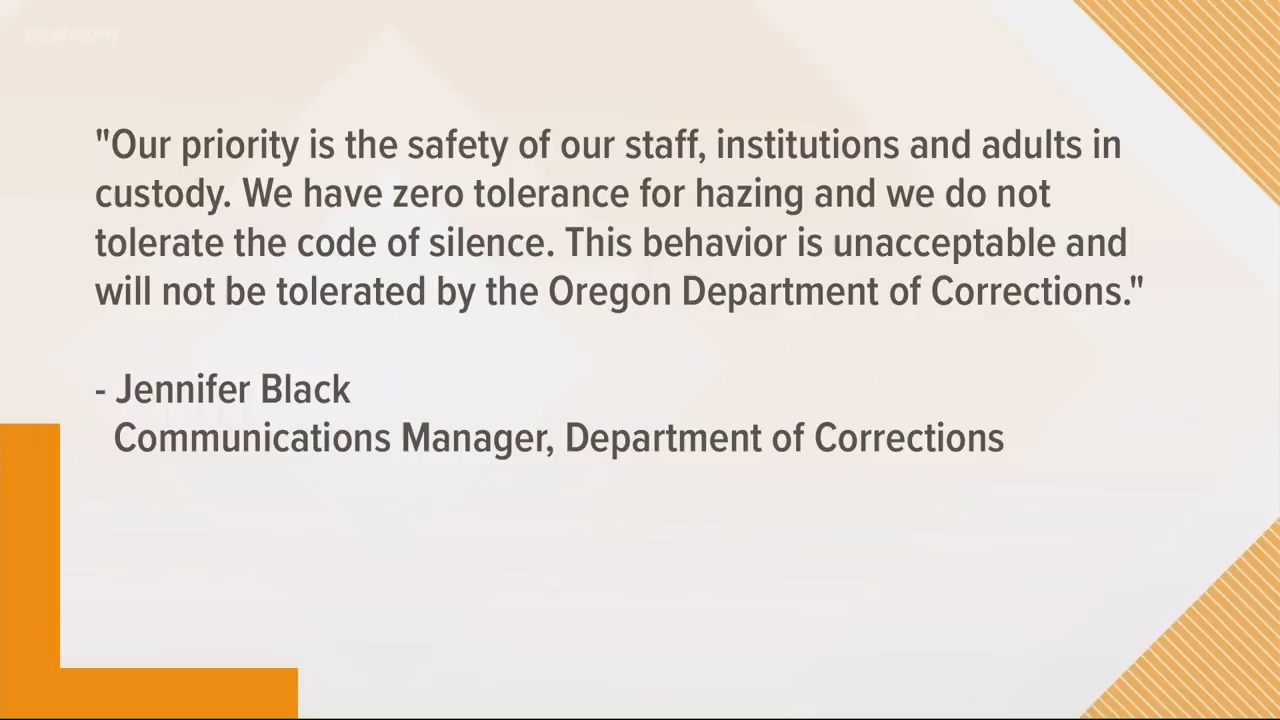 "Our priority is the safety of our staff, institutions and adults in
custody. We have zero tolerance for hazing and we do not
tolerate the code of silence. This behavior is unacceptable and
will not be tolerated by the Oregon Department of Corrections."
- Jennifer Black
Communications Manager, Department of Corrections